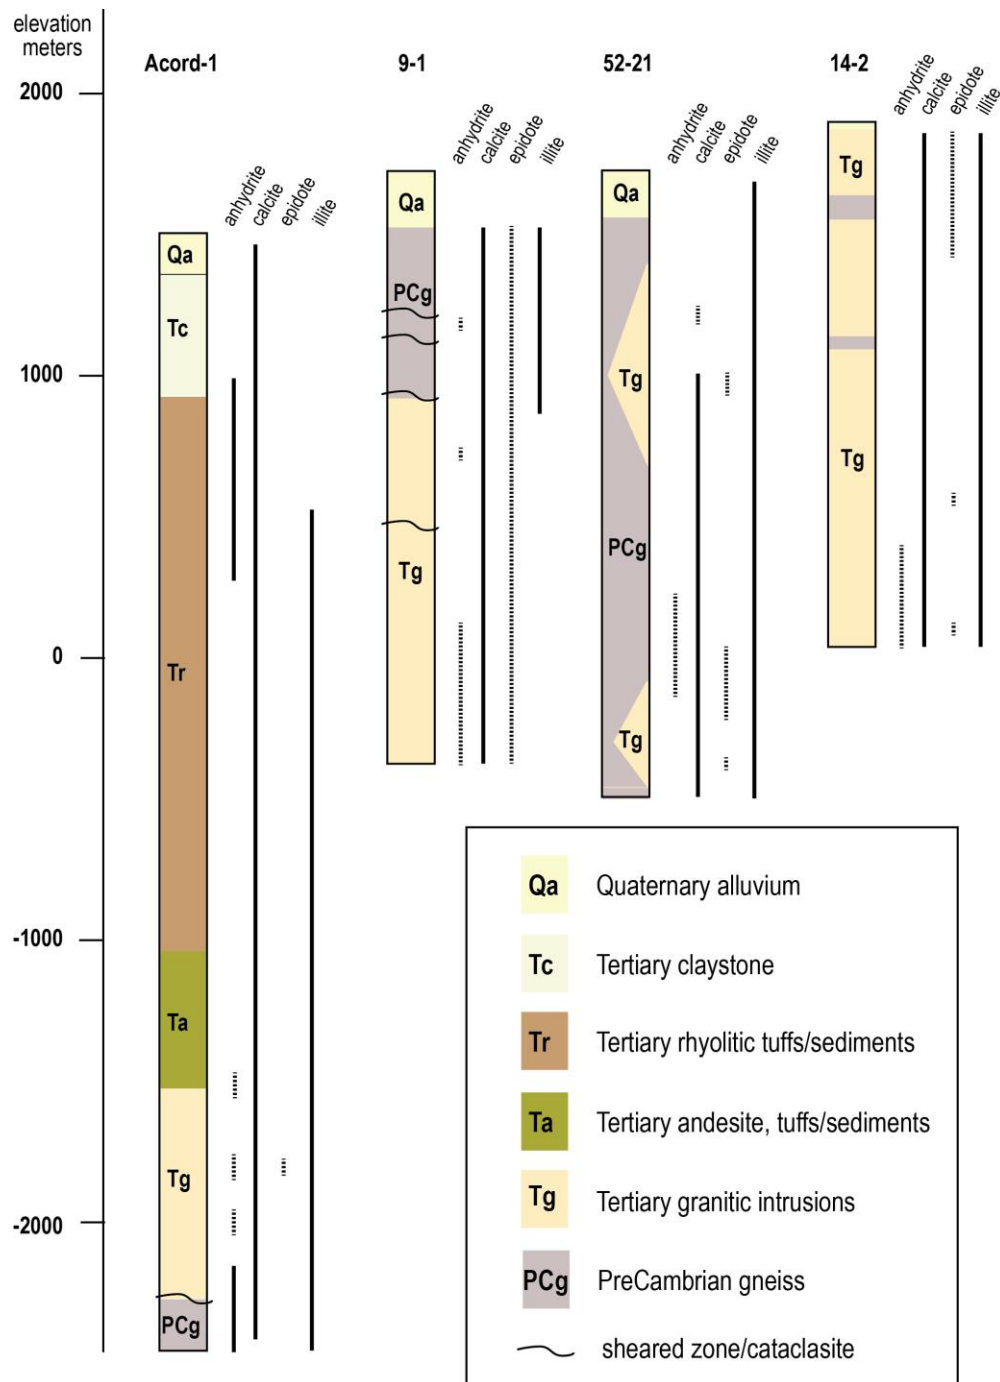 elevation
meters
Acord-1
9-1
52-21
14-2
2000
1000
0
-1000
-2000
anhydrite
calcite
epidote
illite
Qa
Tc
Tr
Ta
Tg
PCg
anhydrite
calcite
epidote
illite
Qa
PCg
Tg
anhydrite
calcite
epidote
illite
Qa
Tg
PCg
Tg
anhydrite
calcite
epidote
illite
Tg
Tg
Qa Quaternary alluvium
Tc Tertiary claystone
Tr Tertiary rhyolitic tuffs/sediments
Ta Tertiary andesite, tuffs/sediments
Tg Tertiary granitic intrusions
PCg PreCambrian gneiss
sheared zone/cataclasite